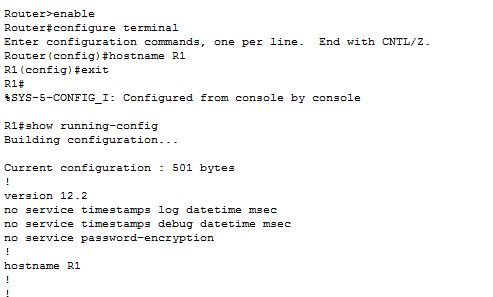 Router>enable
Router#configure terminal
Enter configuration commands, one per line.  End with CNTL/Z.
Router(config)#hostname R1
R1(config)#exit
R1#
%SYS-5-CONFIG_I: Configured from console by console
R1#show running-config
Building configuration...
Current configuration : 501 bytes
!
version 12.2
no service timestamps log datetime msec
no service timestamps debug datetime msec
no service password-encryption
!
hostname R1
!
!